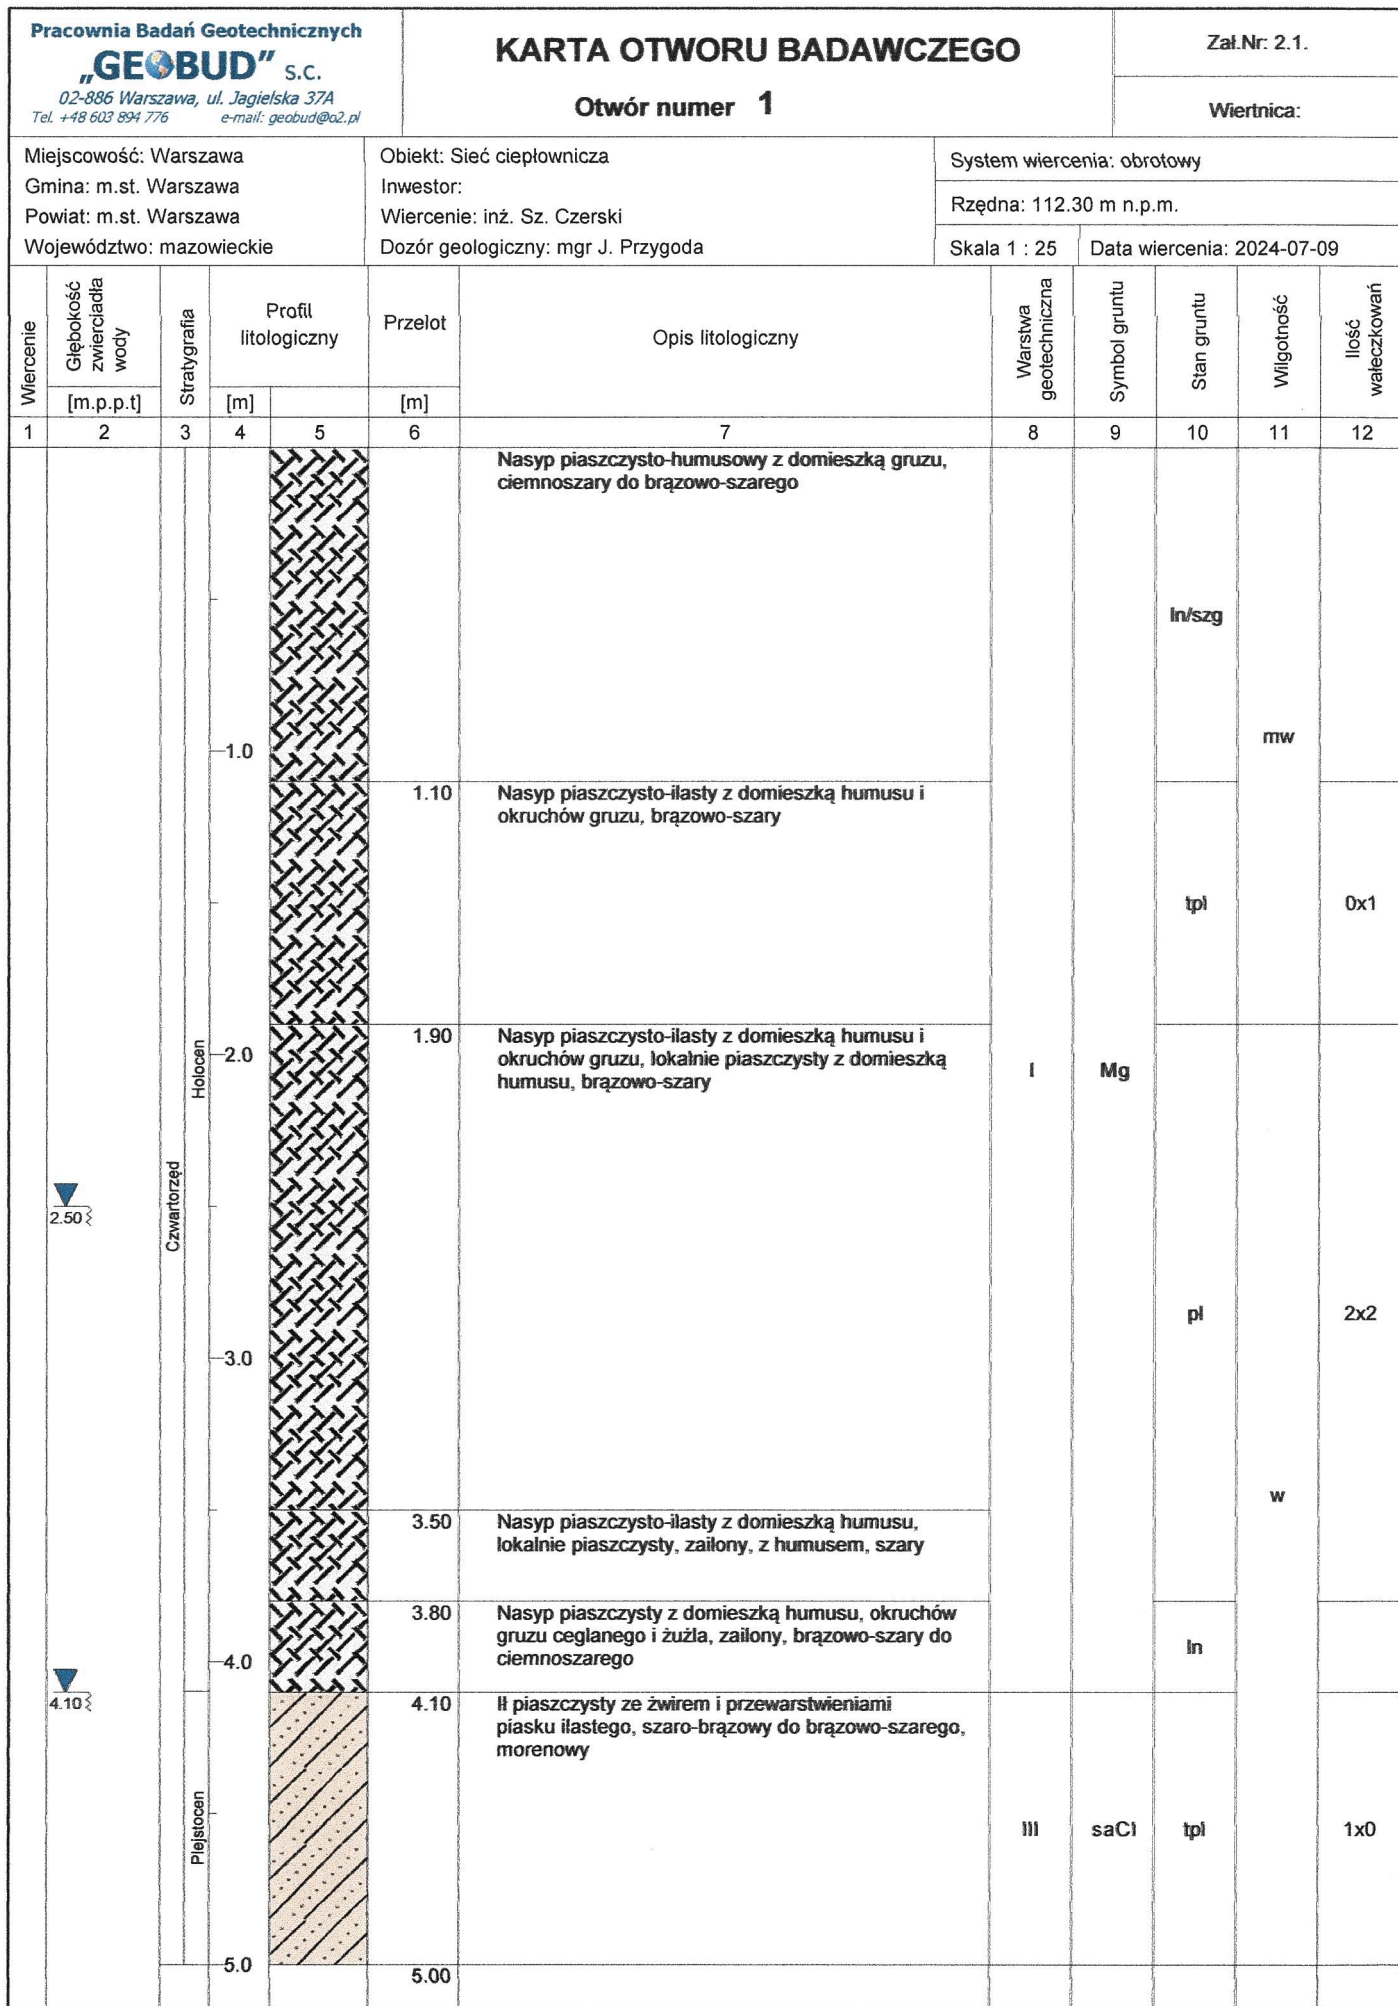 Pracownia Badań Geotechnicznych
„GEOBUD" s.c.
02-886 Warszawa, ul. Jagielska 37A
Tel. +48 603 894 776 e-mail: geobud@o2.pl
KARTA OTWORU BADAWCZEGO
Otwór numer 1
Zał.Nr: 2.1.
Wiertnica:
Miejscowość: Warszawa
Gmina: m.st. Warszawa
Powiat: m.st. Warszawa
Województwo: mazowieckie
Obiekt: Sieć ciepłownicza
Inwestor:
Wiercenie: inż. Sz. Czerski
Dozór geologiczny: mgr J. Przygoda
System wiercenia: obrotowy
Rzędna: 112.30 m n.p.m.
Skala 1 : 25 Data wiercenia: 2024-07-09
Wiercenie
Głębokość
zwierciadła
wody
[m.p.p.t]
Stratygrafia
Profil
litologiczny
[m]
Przelot
[m]
Opis litologiczny
Warstwa
geotechniczna
Symbol gruntu
Stan gruntu
Wilgotność
Ilość
wałeczkowań
1 2 3 4 5 6 7 8 9 10 11 12
Nasyp piaszczysto-humusowy z domieszką gruzu,
ciemnoszary do brązowo-szarego
ln/szg
1.0
mw
1.10 Nasyp piaszczysto-ilasty z domieszką humusu i
okruchów gruzu, brązowo-szary
tpl 0x1
1.90 Nasyp piaszczysto-ilasty z domieszką humusu i
okruchów gruzu, lokalnie piaszczysty z domieszką
humusu, brązowo-szary
2.0
Holocen
I Mg
Czwartorzęd
2.50
pl 2x2
3.0
w
3.50 Nasyp piaszczysto-ilasty z domieszką humusu,
lokalnie piaszczysty, zailony, z humusem, szary
3.80 Nasyp piaszczysty z domieszką humusu, okruchów
gruzu ceglanego i żużla, zailony, brązowo-szary do
ciemnoszarego
ln
4.0
4.10
4.10 Ił piaszczysty ze żwirem i przewarstwieniami
piasku ilastego, szaro-brązowy do brązowo-szarego,
morenowy
Plejstocen
III saCl tpl 1x0
5.0
5.00